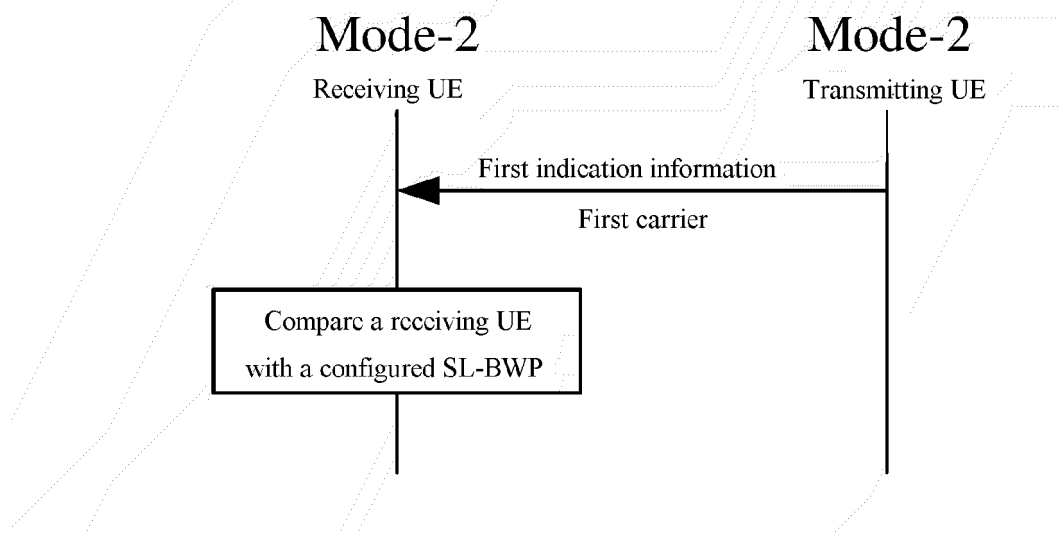 Mode-2
Mode-2
Receiving UE
Transmitting UE
First indication information
First carrier
Compare a receiving UE
with a configured SL-BWP